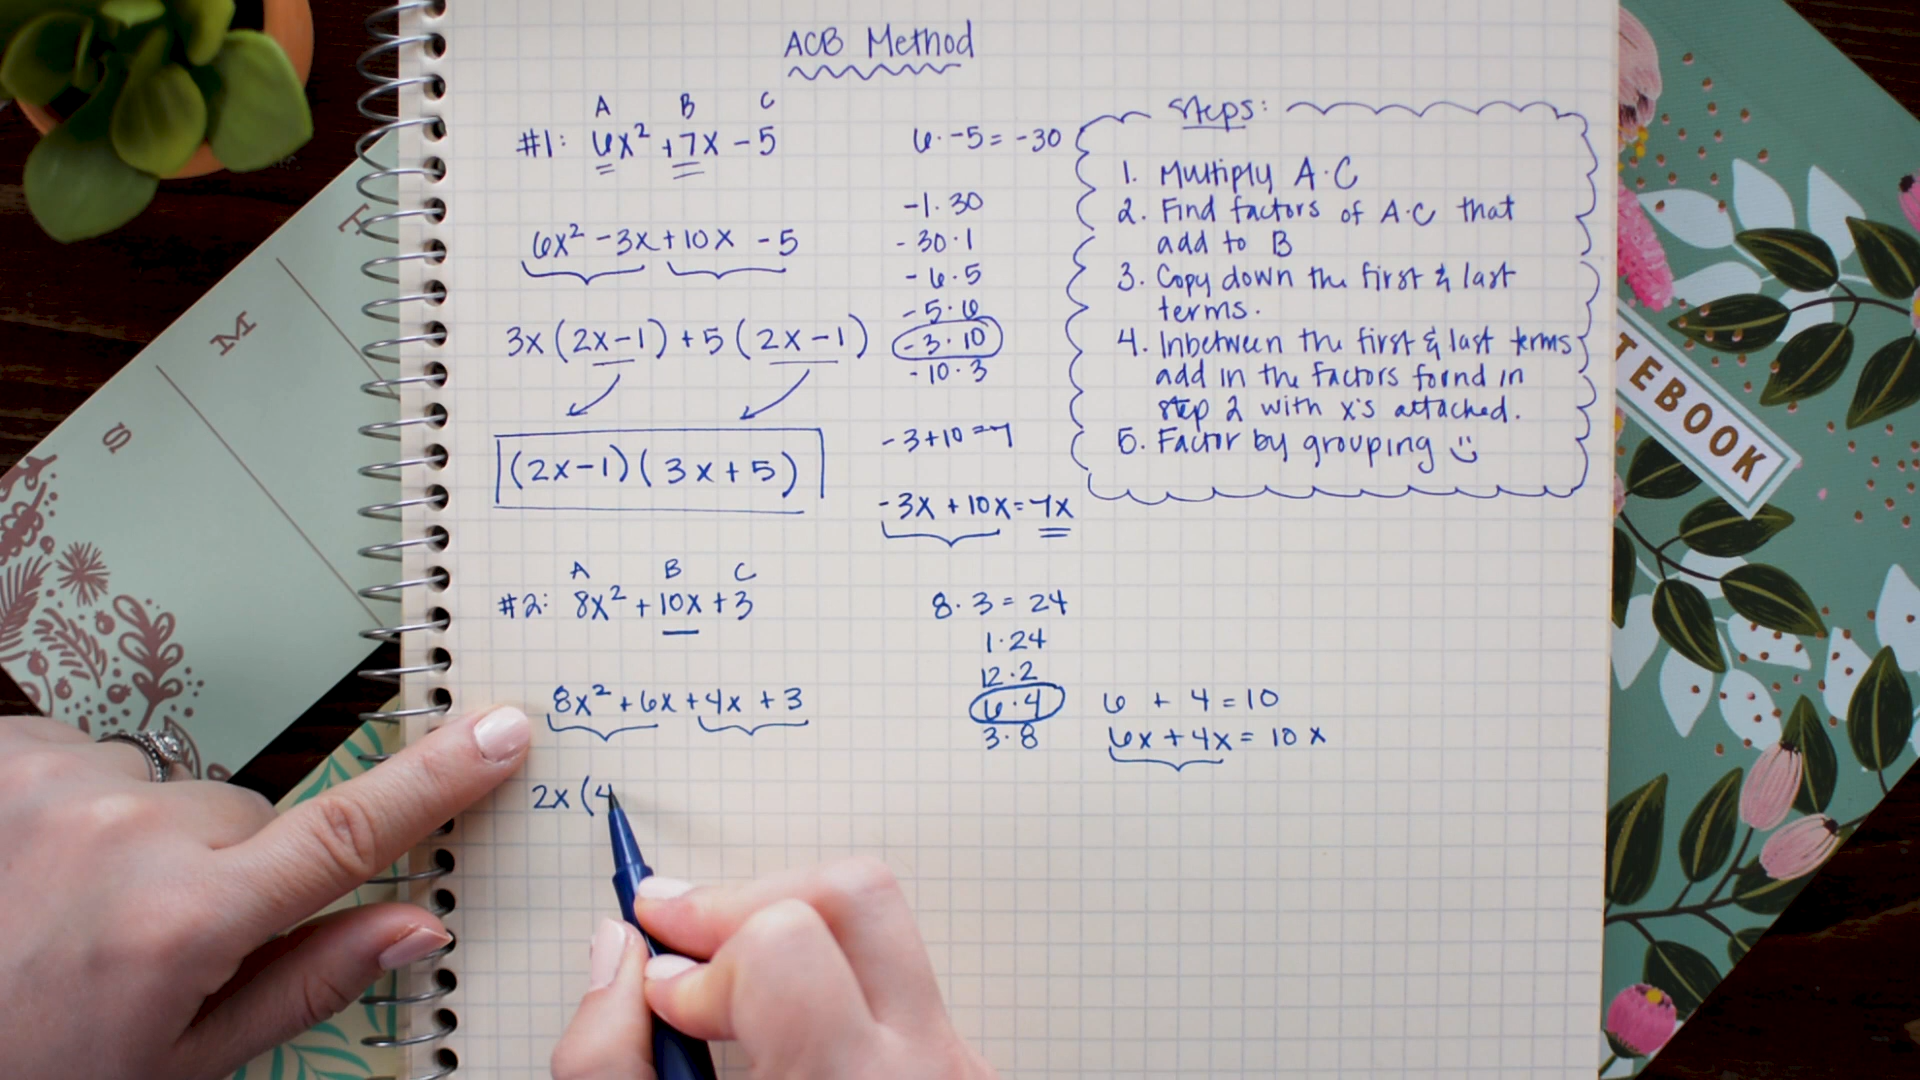 ACB Method
A B C
#1: 6x² + 7x - 5
6x² - 3x + 10x - 5
3x (2x - 1) + 5 (2x - 1)
(2x - 1) (3x + 5)
6 · -5 = -30
-1 · 30
-30 · 1
-6 · 5
-5 · 6
-3 · 10
-10 · 3
-3 + 10 = 7
-3x + 10x = 7x
Steps:
1. Multiply A·C
2. Find factors of A·C that
add to B
3. Copy down the first & last
terms.
4. Inbetween the first & last terms
add in the factors found in
step 2 with x's attached.
5. Factor by grouping
A B C
#2: 8x² + 10x + 3
8x² + 6x + 4x + 3
2x (4
8 · 3 = 24
1 · 24
12 · 2
6 · 4
3 · 8
6 + 4 = 10
6x + 4x = 10x
F
M
S
TEBOOK